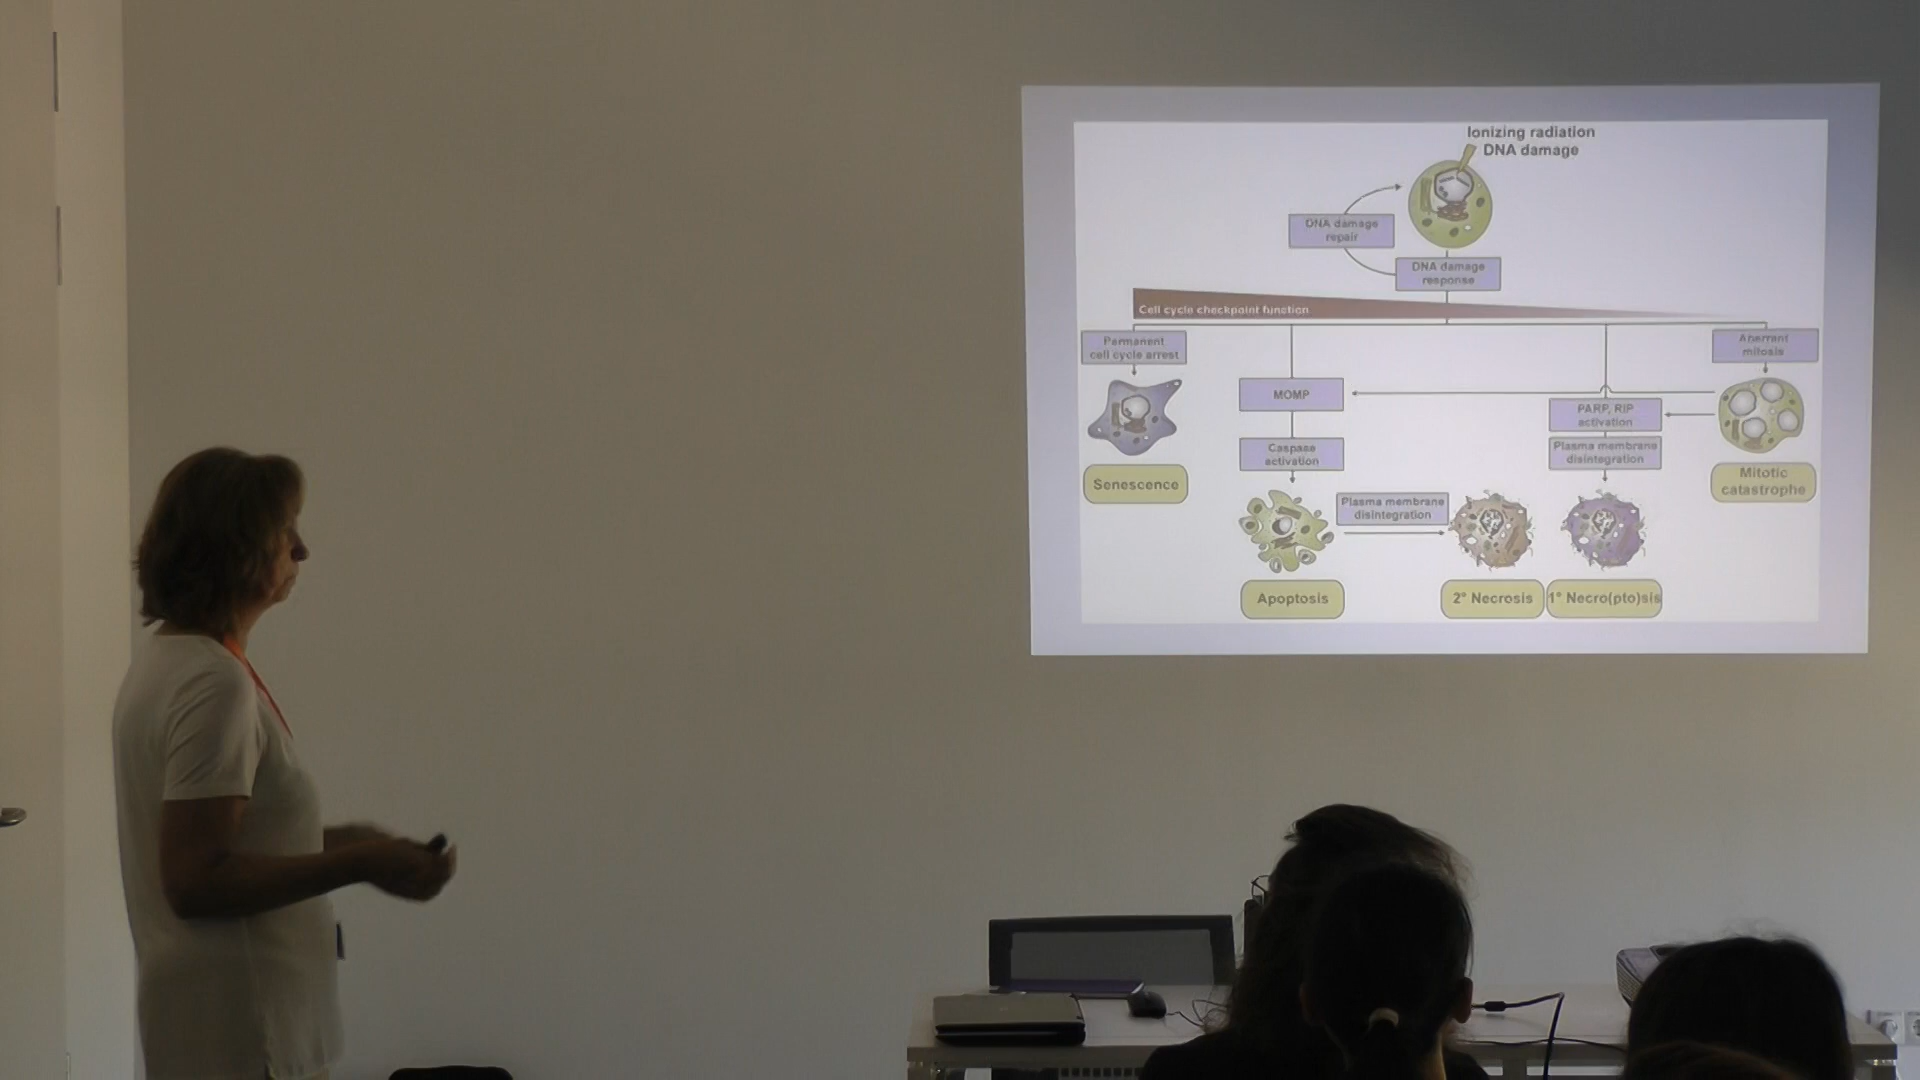 Ionizing radiation
DNA damage
DNA damage
repair
DNA damage
response
Cell cycle checkpoint function
Permanent
cell cycle arrest
Aberrant
mitosis
MOMP
PARP, RIP
activation
Caspase
activation
Plasma membrane
disintegration
Senescence
Mitotic
catastrophe
Plasma membrane
disintegration
Apoptosis
2° Necrosis
1° Necro(pto)sis